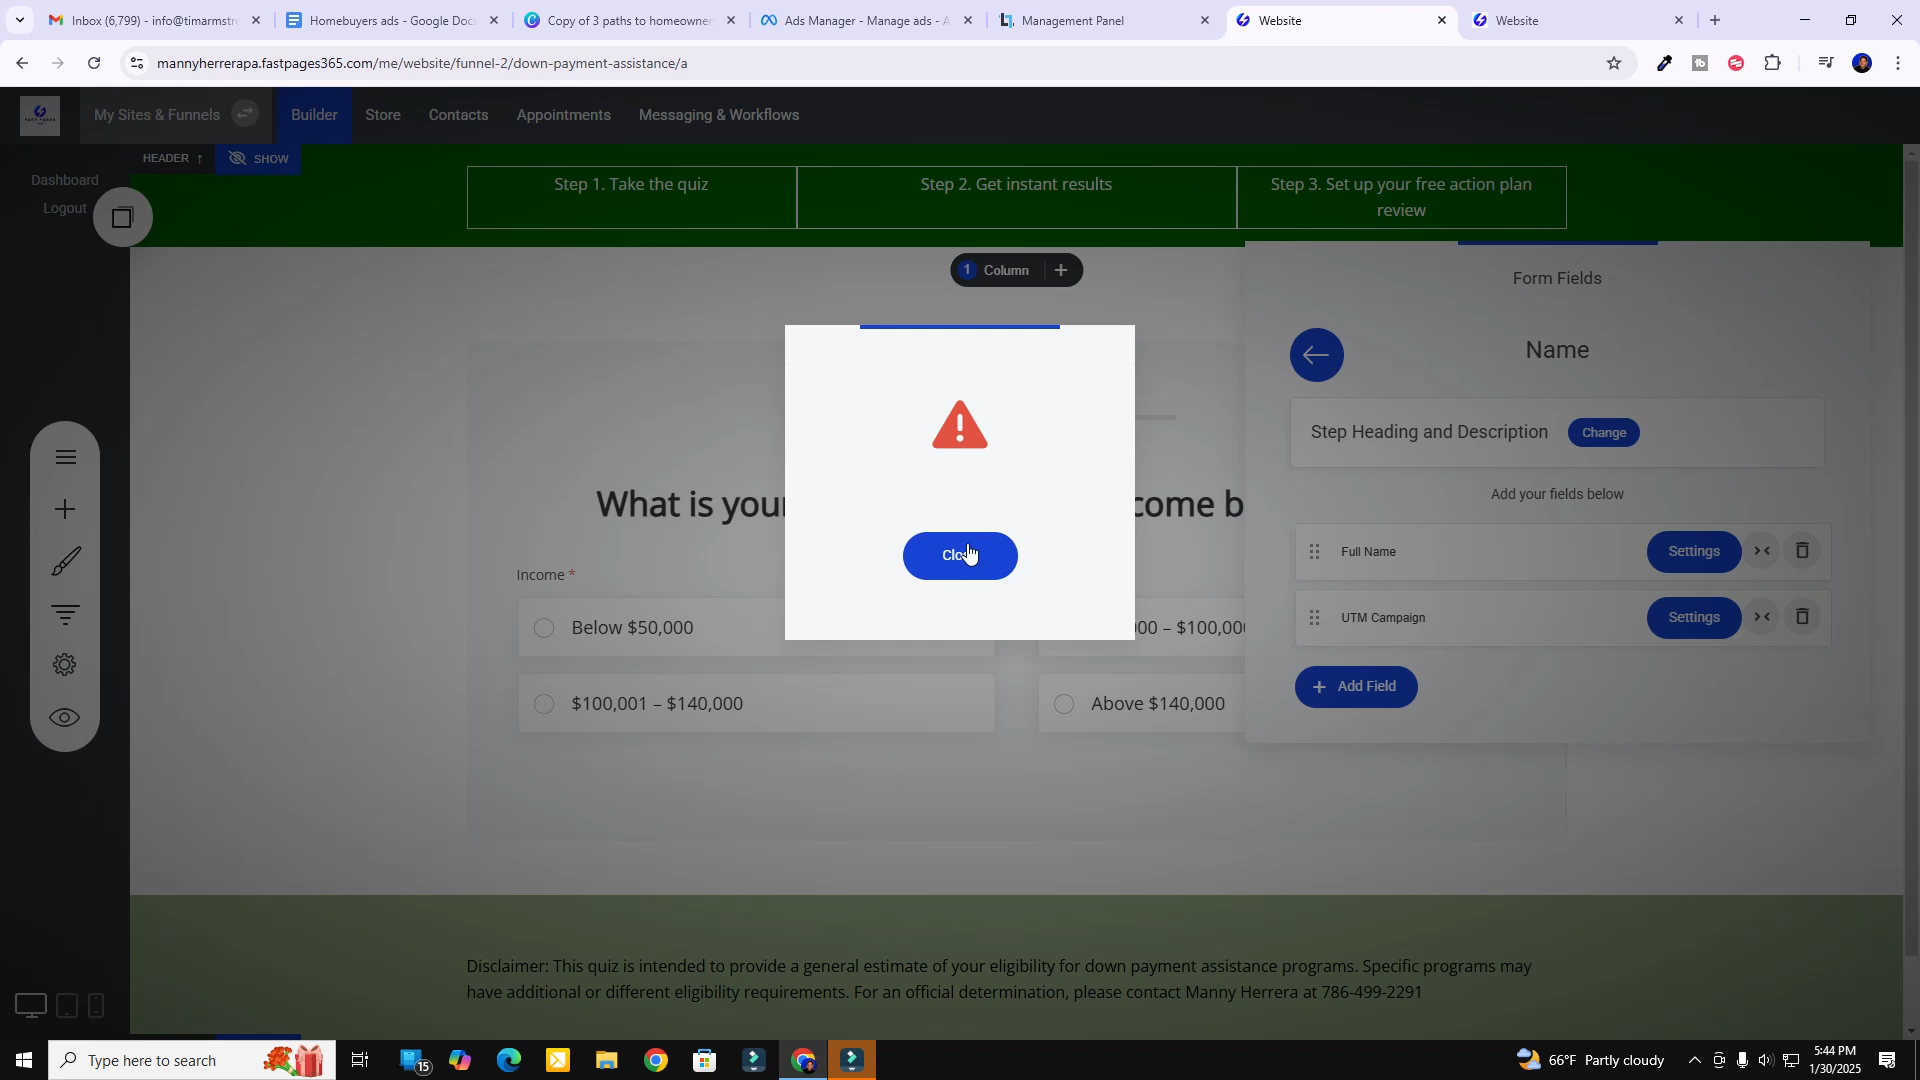 Inbox (6,799) - info@timarmstro
Homebuyers ads - Google Docs
Copy of 3 paths to homeowner
Ads Manager - Manage ads - A
Management Panel
Website
Website
mannyherrerapa.fastpages365.com/me/website/funnel-2/down-payment-assistance/a
My Sites & Funnels
Builder
Store
Contacts
Appointments
Messaging & Workflows
HEADER ↑
SHOW
Dashboard
Logout
Step 1. Take the quiz
Step 2. Get instant results
Step 3. Set up your free action plan
review
1 Column +
Form Fields
Name
Step Heading and Description
Change
Add your fields below
What is your
come b
Full Name
Settings
Income *
UTM Campaign
Settings
Below $50,000
000 – $100,000
+ Add Field
$100,001 – $140,000
Above $140,000
Disclaimer: This quiz is intended to provide a general estimate of your eligibility for down payment assistance programs. Specific programs may
have additional or different eligibility requirements. For an official determination, please contact Manny Herrera at 786-499-2291
Type here to search
15
66°F Partly cloudy
5:44 PM
1/30/2025